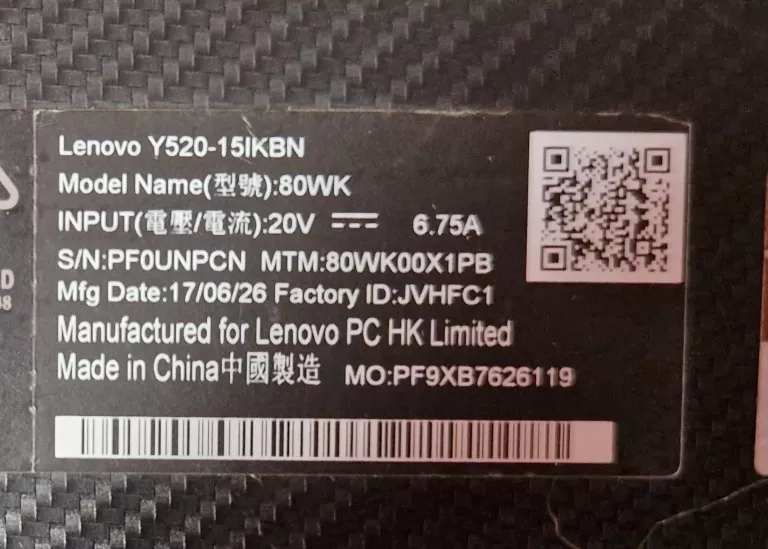 Lenovo Y520-15IKBN
Model Name(型號):80WK
INPUT(電壓/電流):20V ⎓ 6.75A
S/N:PF0UNPCN MTM:80WK00X1PB
Mfg Date:17/06/26 Factory ID:JVHFC1
Manufactured for Lenovo PC HK Limited
Made in China中國製造 MO:PF9XB7626119